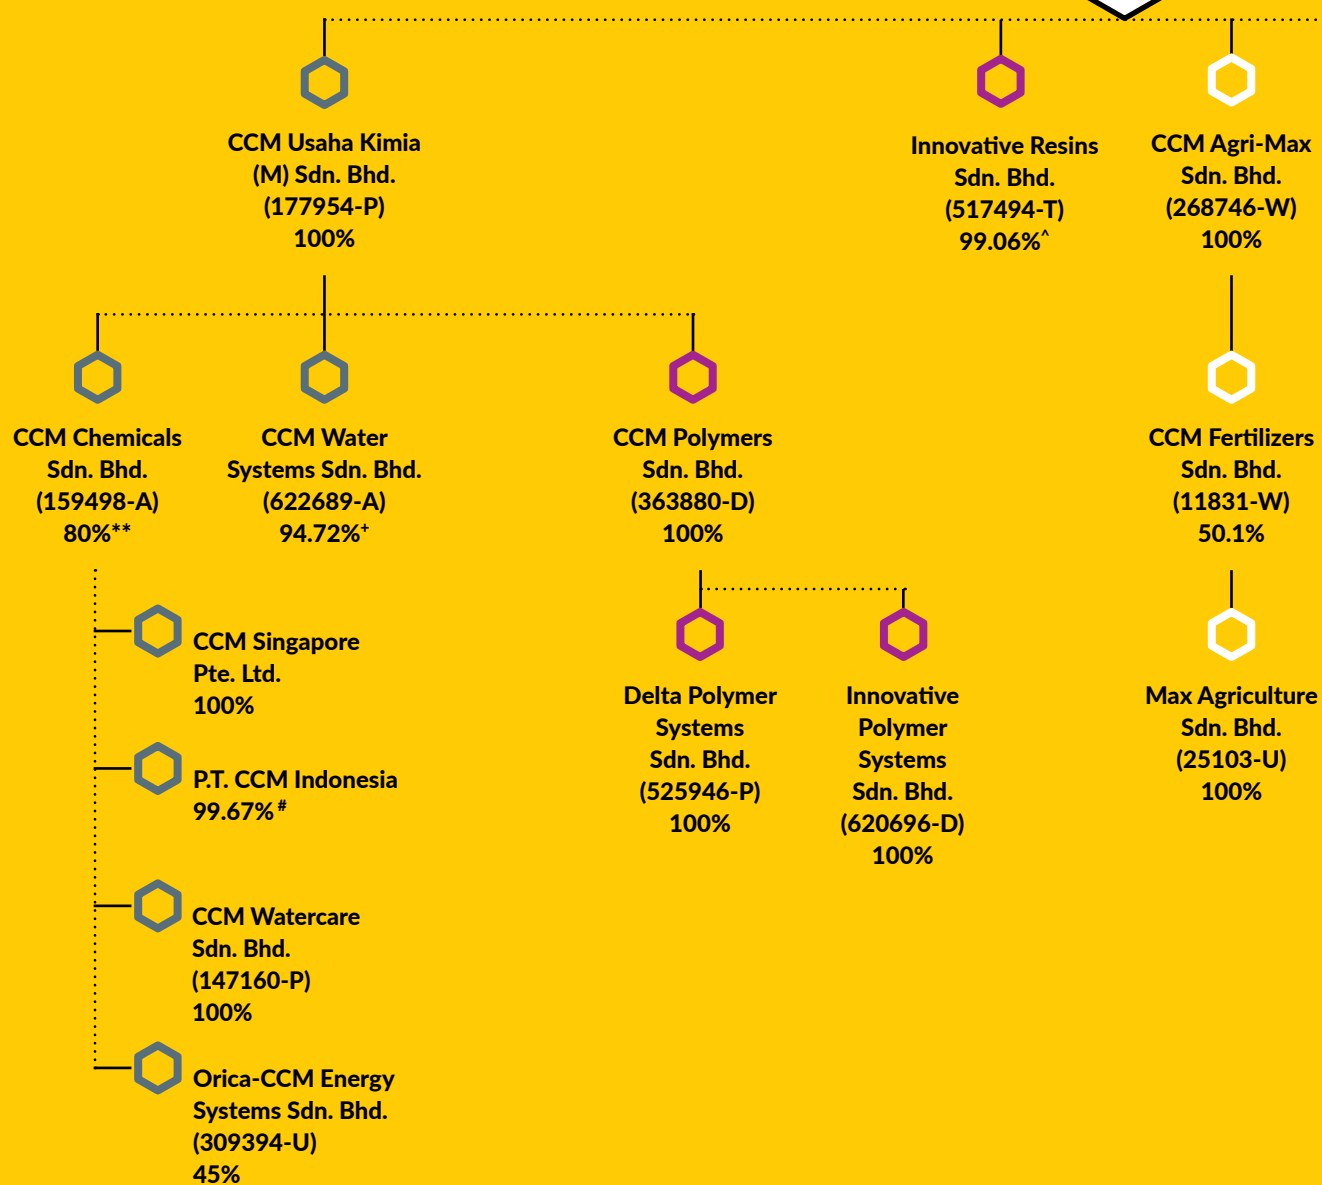 CCM Usaha Kimia
(M) Sdn. Bhd.
(177954-P)
100%
Innovative Resins
Sdn. Bhd.
(517494-T)
99.06%^
CCM Agri-Max
Sdn. Bhd.
(268746-W)
100%
CCM Chemicals
Sdn. Bhd.
(159498-A)
80%**
CCM Water
Systems Sdn. Bhd.
(622689-A)
94.72%+
CCM Polymers
Sdn. Bhd.
(363880-D)
100%
CCM Fertilizers
Sdn. Bhd.
(11831-W)
50.1%
CCM Singapore
Pte. Ltd.
100%
P.T. CCM Indonesia
99.67% #
CCM Watercare
Sdn. Bhd.
(147160-P)
100%
Orica-CCM Energy
Systems Sdn. Bhd.
(309394-U)
45%
Delta Polymer
Systems
Sdn. Bhd.
(525946-P)
100%
Innovative
Polymer
Systems
Sdn. Bhd.
(620696-D)
100%
Max Agriculture
Sdn. Bhd.
(25103-U)
100%